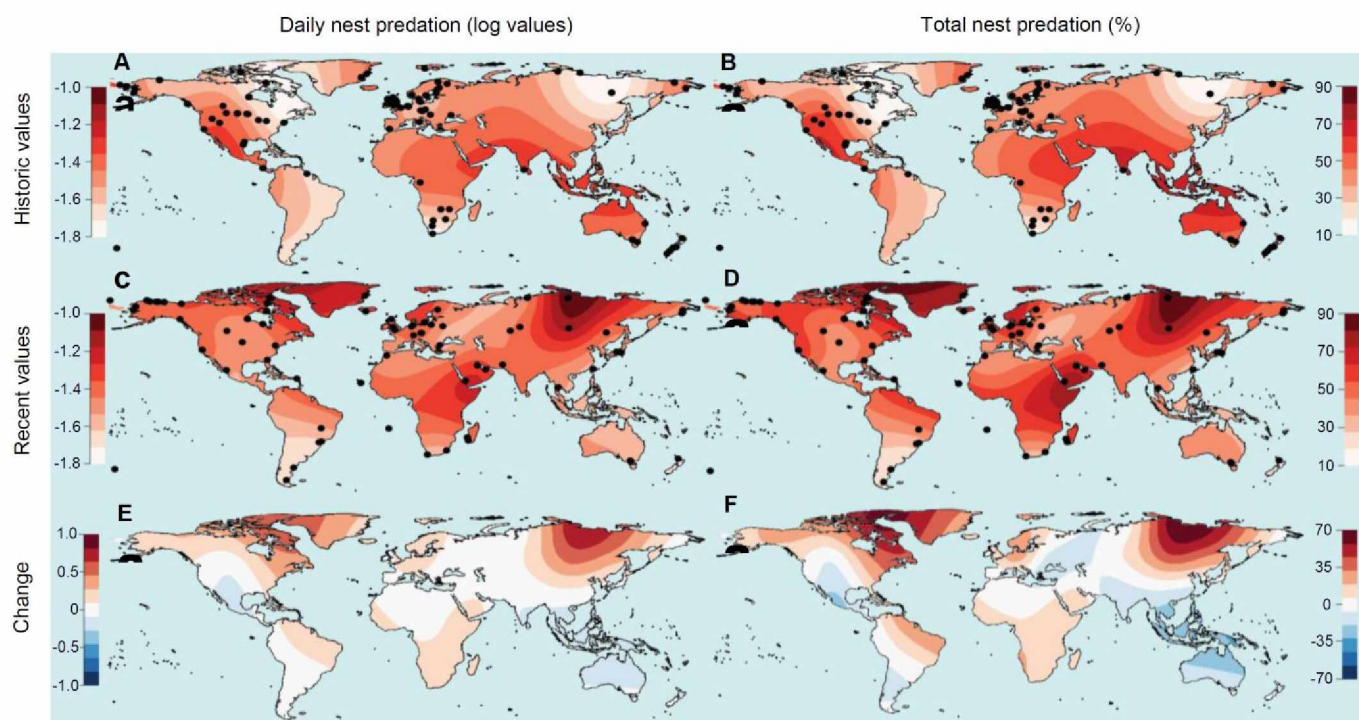 Daily nest predation (log values)
Total nest predation (%)
Historic values
A
B
-1.0
-1.2
-1.4
-1.6
-1.8
90
70
50
30
10
Recent values
C
D
-1.0
-1.2
-1.4
-1.6
-1.8
90
70
50
30
10
Change
E
F
1.0
0.5
0
-0.5
-1.0
70
35
0
-35
-70